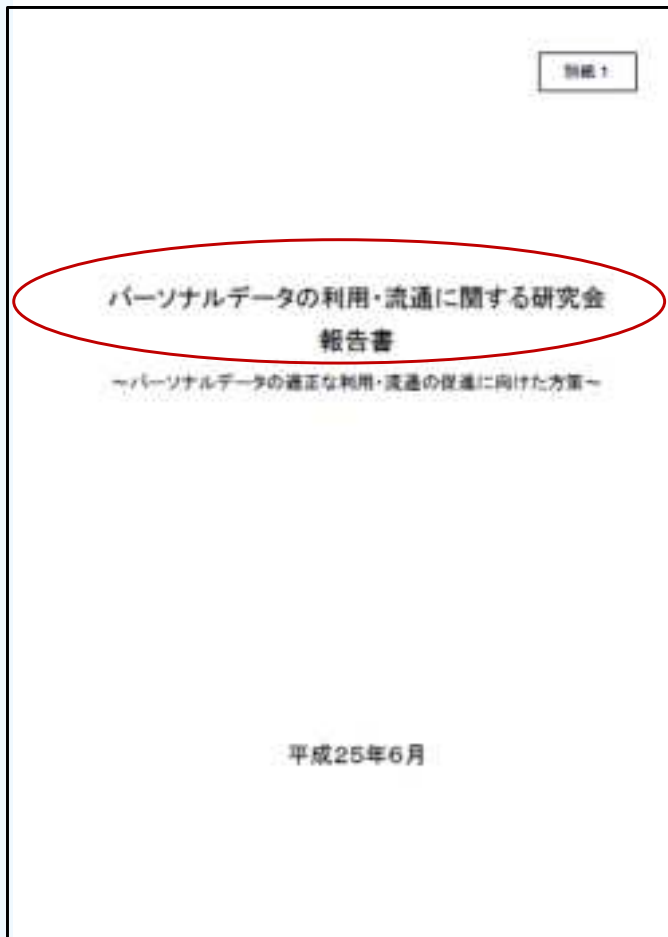 別紙1
パーソナルデータの利用・流通に関する研究会
報告書
～パーソナルデータの適正な利用・流通の促進に向けた方策～
平成25年6月